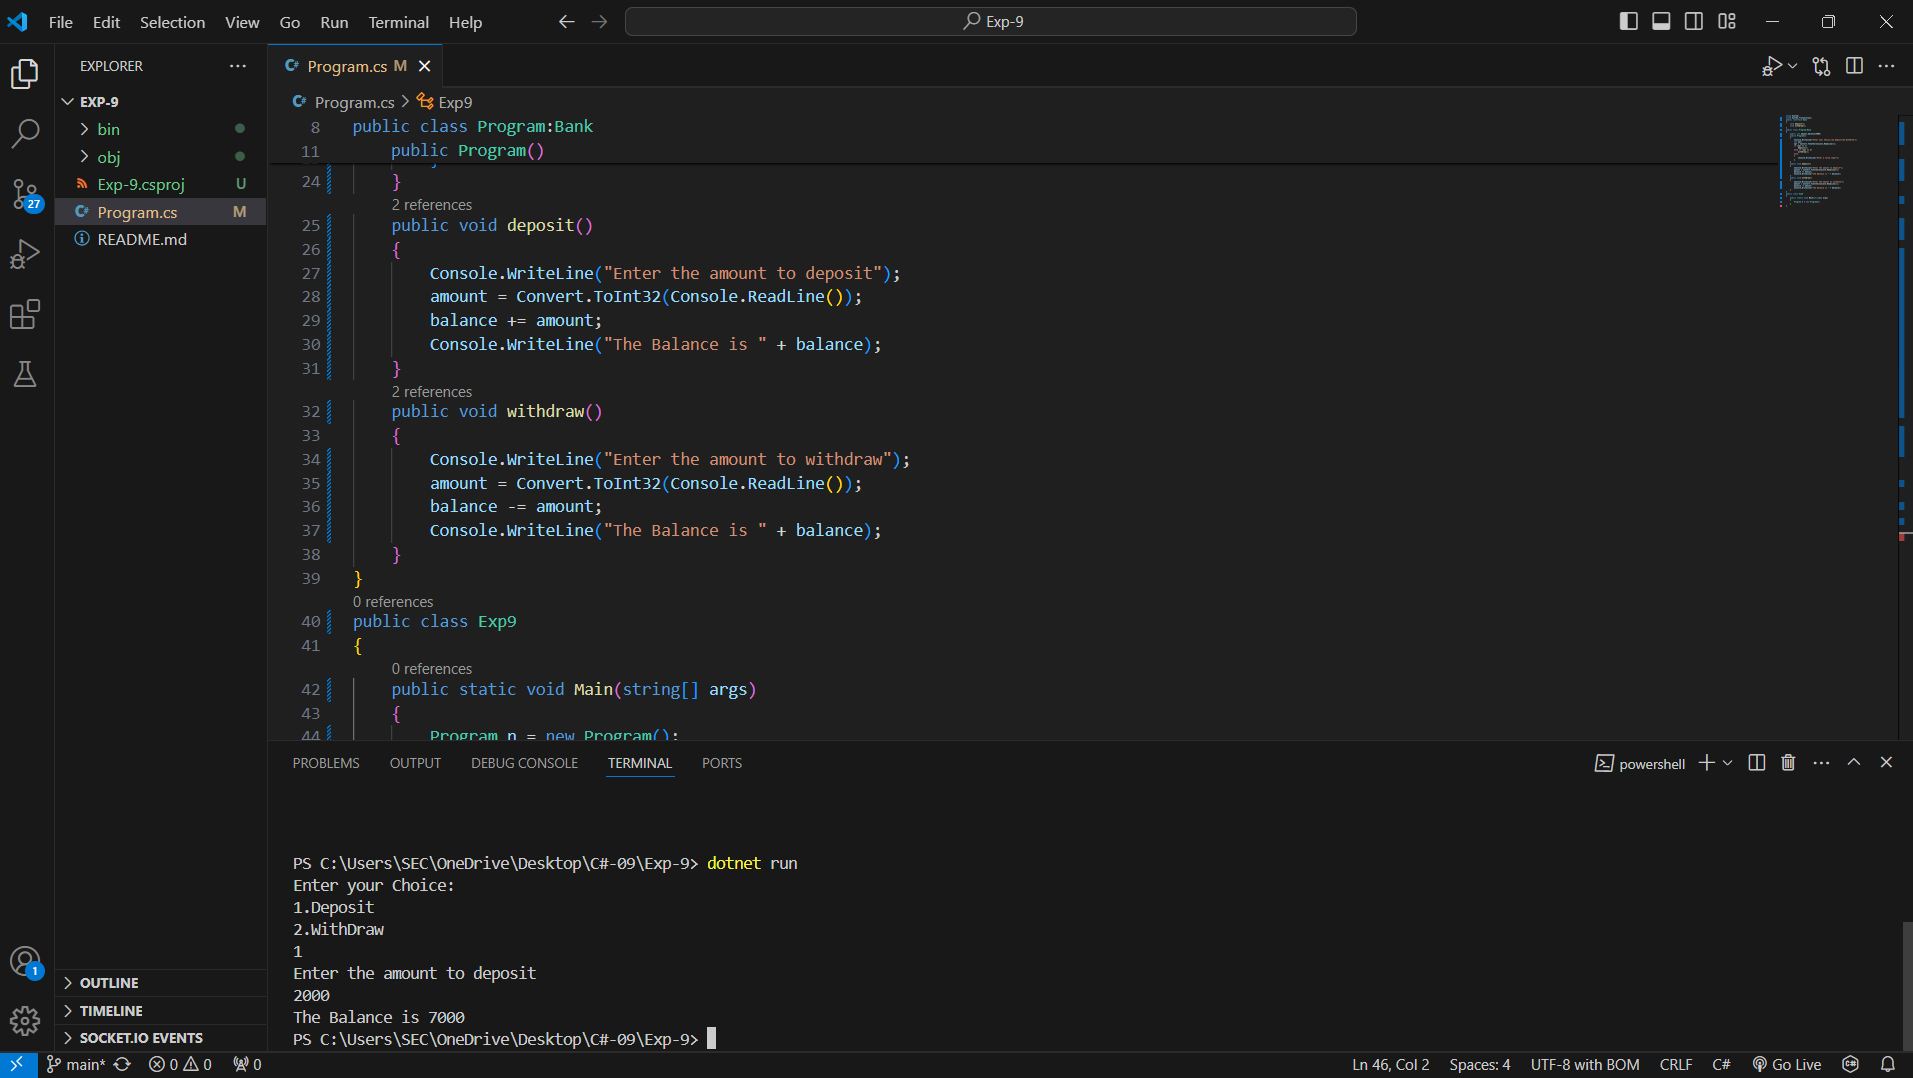 File Edit Selection View Go Run Terminal Help
Exp-9
EXPLORER
EXP-9
bin
obj
Exp-9.csproj U
Program.cs M
README.md
27
1
OUTLINE
TIMELINE
SOCKET.IO EVENTS
Program.cs M
Program.cs > Exp9
8 public class Program:Bank
11 public Program()
24 }
2 references
25 public void deposit()
26 {
27 Console.WriteLine("Enter the amount to deposit");
28 amount = Convert.ToInt32(Console.ReadLine());
29 balance += amount;
30 Console.WriteLine("The Balance is " + balance);
31 }
2 references
32 public void withdraw()
33 {
34 Console.WriteLine("Enter the amount to withdraw");
35 amount = Convert.ToInt32(Console.ReadLine());
36 balance -= amount;
37 Console.WriteLine("The Balance is " + balance);
38 }
39 }
0 references
40 public class Exp9
41 {
0 references
42 public static void Main(string[] args)
43 {
44 Program n = new Program();
PROBLEMS OUTPUT DEBUG CONSOLE TERMINAL PORTS
powershell
PS C:\Users\SEC\OneDrive\Desktop\C#-09\Exp-9> dotnet run
Enter your Choice:
1.Deposit
2.WithDraw
1
Enter the amount to deposit
2000
The Balance is 7000
PS C:\Users\SEC\OneDrive\Desktop\C#-09\Exp-9>
main* 0 0 0 Ln 46, Col 2 Spaces: 4 UTF-8 with BOM CRLF C# Go Live